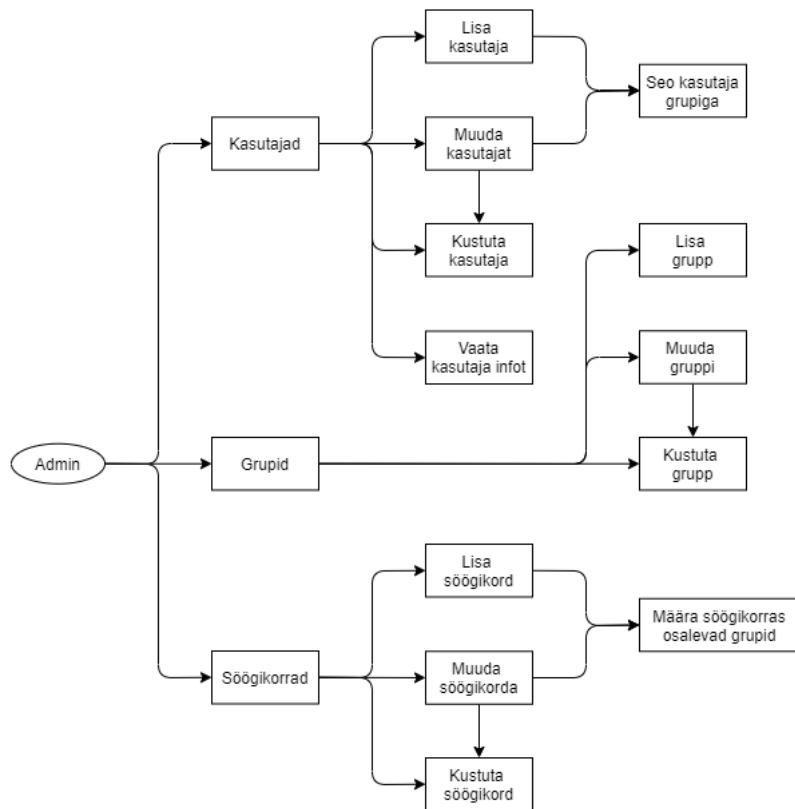 Lisa
kasutaja
Seo kasutaja
grupiga
Kasutajad
Muuda
kasutajat
Kustuta
kasutaja
Lisa
grupp
Vaata
kasutaja infot
Muuda
gruppi
Admin
Grupid
Kustuta
grupp
Lisa
söögikord
Määra söögikorras
osalevad grupid
Söögikorrad
Muuda
söögikorda
Kustuta
söögikord